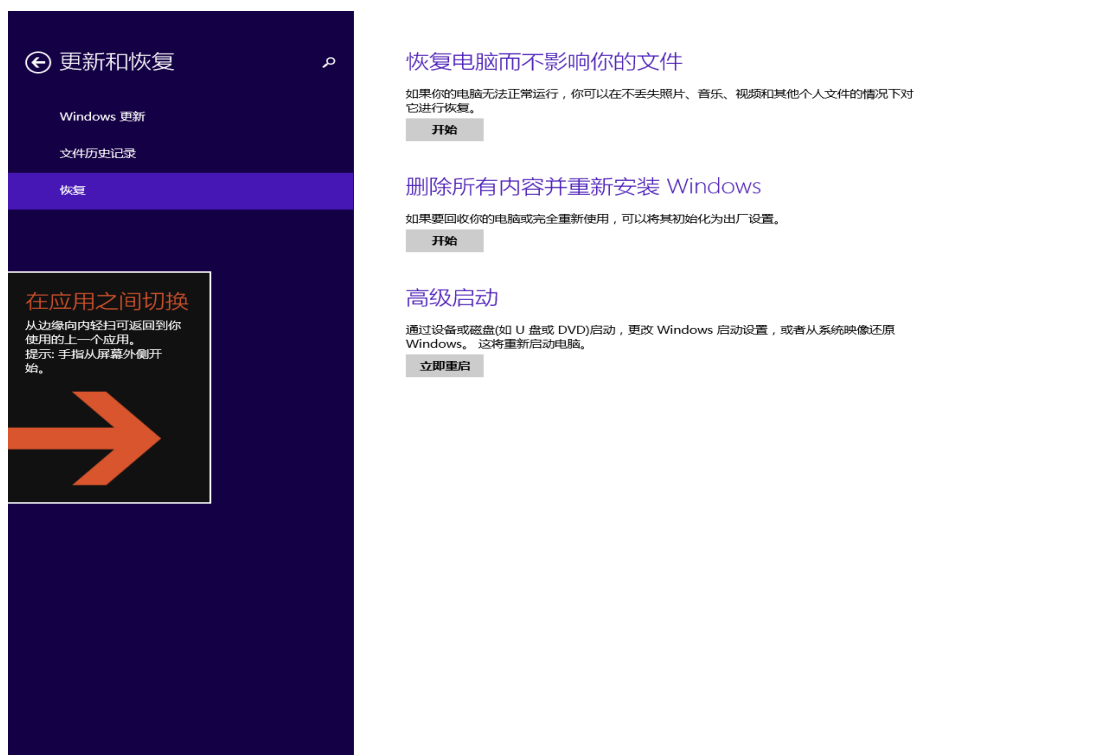 更新和恢复
Windows 更新
文件历史记录
恢复
在应用之间切换
从边缘向内轻扫可返回到你
使用的上一个应用。
提示: 手指从屏幕外侧开
始。
恢复电脑而不影响你的文件
如果你的电脑无法正常运行，你可以在不丢失照片、音乐、视频和其他个人文件的情况下对
它进行恢复。
开始
删除所有内容并重新安装 Windows
如果要回收你的电脑或完全重新使用，可以将其初始化为出厂设置。
开始
高级启动
通过设备或磁盘(如 U 盘或 DVD)启动，更改 Windows 启动设置，或者从系统映像还原
Windows。 这将重新启动电脑。
立即重启